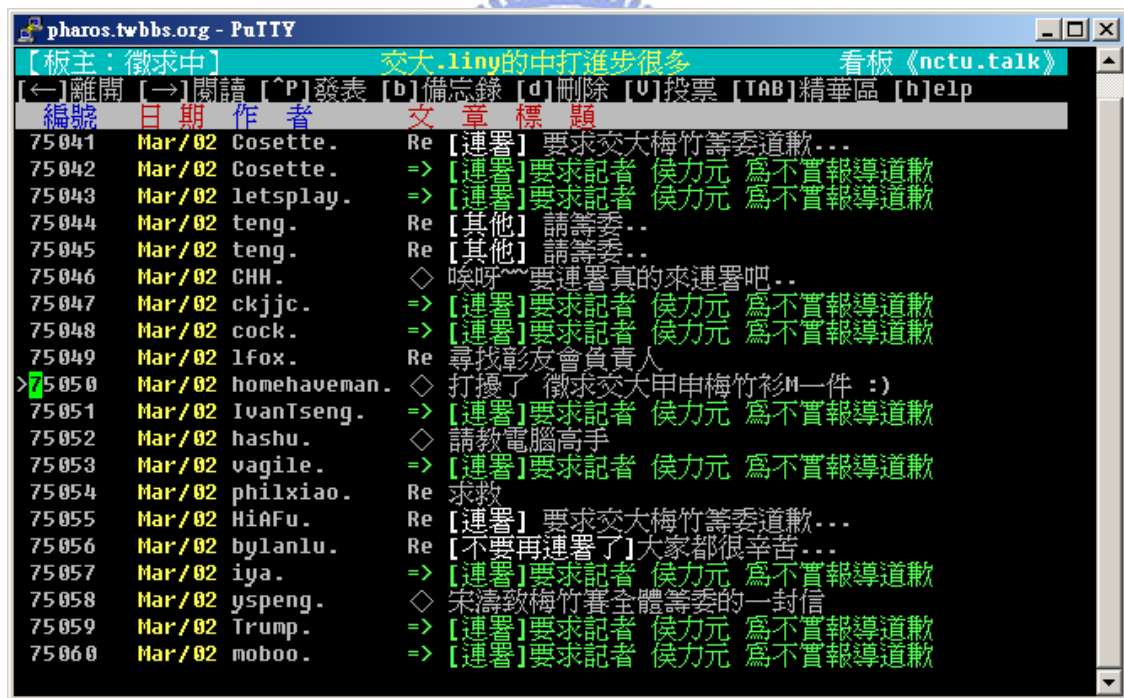 pharos.twbbs.org - PuTTY
【板主：徵求中】 交大.liny的中打進步很多 看板《nctu.talk》
[←]離開 [→]閱讀 [^P]發表 [b]備忘錄 [d]刪除 [V]投票 [TAB]精華區 [h]elp
編號 日 期 作 者 文 章 標 題
75041 Mar/02 Cosette. Re [連署] 要求交大梅竹籌委道歉...
75042 Mar/02 Cosette. => [連署]要求記者 侯力元 為不實報導道歉
75043 Mar/02 letsplay. => [連署]要求記者 侯力元 為不實報導道歉
75044 Mar/02 teng. Re [其他] 請籌委..
75045 Mar/02 teng. Re [其他] 請籌委..
75046 Mar/02 CHH. ◇ 唉呀~~要連署真的來連署吧..
75047 Mar/02 ckjjc. => [連署]要求記者 侯力元 為不實報導道歉
75048 Mar/02 cock. => [連署]要求記者 侯力元 為不實報導道歉
75049 Mar/02 lfox. Re 尋找彰友會負責人
>75050 Mar/02 homehaveman. ◇ 打擾了 徵求交大甲申梅竹衫M一件 :)
75051 Mar/02 IvanTseng. => [連署]要求記者 侯力元 為不實報導道歉
75052 Mar/02 hashu. ◇ 請教電腦高手
75053 Mar/02 vagile. => [連署]要求記者 侯力元 為不實報導道歉
75054 Mar/02 philxiao. Re 求救
75055 Mar/02 HiAFu. Re [連署] 要求交大梅竹籌委道歉...
75056 Mar/02 bylanlu. Re [不要再連署了]大家都很辛苦...
75057 Mar/02 iya. => [連署]要求記者 侯力元 為不實報導道歉
75058 Mar/02 yspeng. ◇ 宋濤致梅竹賽全體籌委的一封信
75059 Mar/02 Trump. => [連署]要求記者 侯力元 為不實報導道歉
75060 Mar/02 moboo. => [連署]要求記者 侯力元 為不實報導道歉